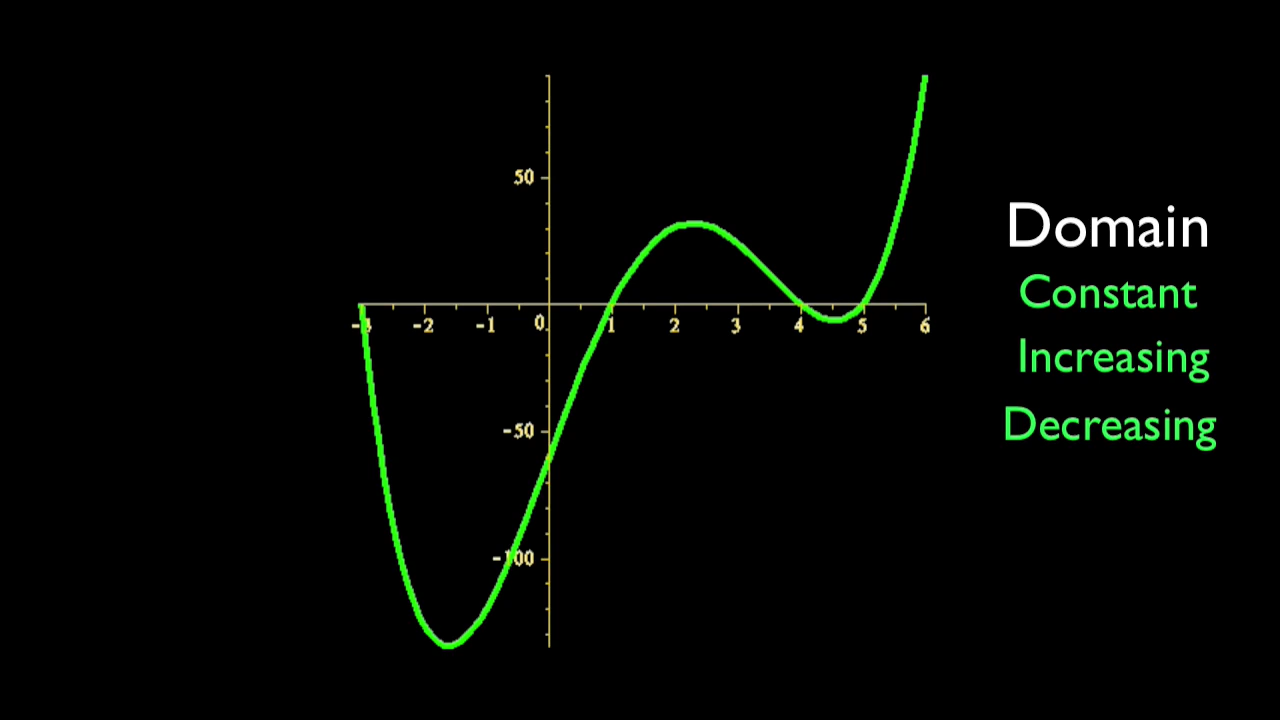 50
-3 -2 -1 0 1 2 3 4 5 6
-50
-100
Domain
Constant
Increasing
Decreasing